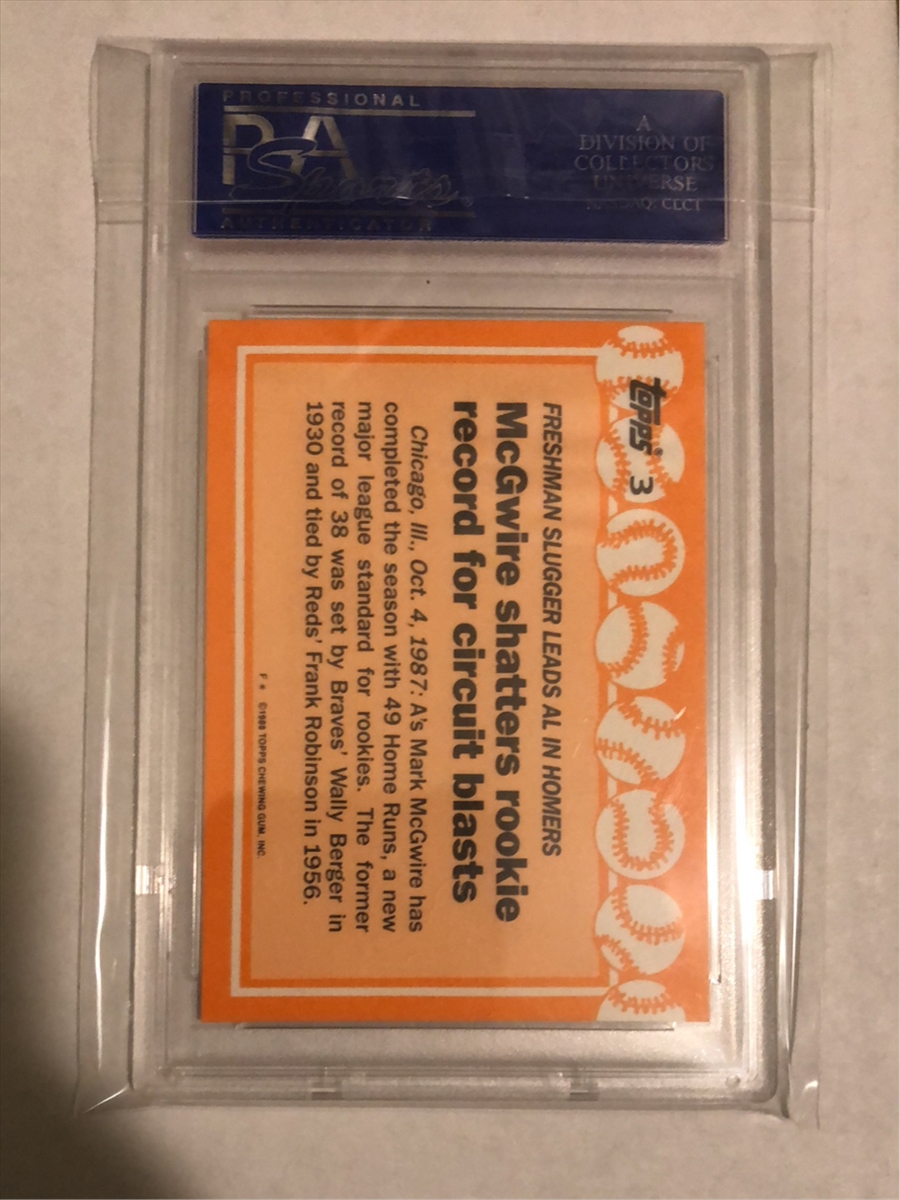 PROFESSIONAL
PSA
Sports
AUTHENTICATOR
A
DIVISION OF
COLLECTORS
UNIVERSE
NASDAQ: CLCT
TOPPS® 3
FRESHMAN SLUGGER LEADS AL IN HOMERS
McGwire shatters rookie
record for circuit blasts
Chicago, Ill., Oct. 4, 1987: A's Mark McGwire has
completed the season with 49 Home Runs, a new
major league standard for rookies. The former
record of 38 was set by Braves' Wally Berger in
1930 and tied by Reds' Frank Robinson in 1956.
F * ©1988 TOPPS CHEWING GUM, INC.